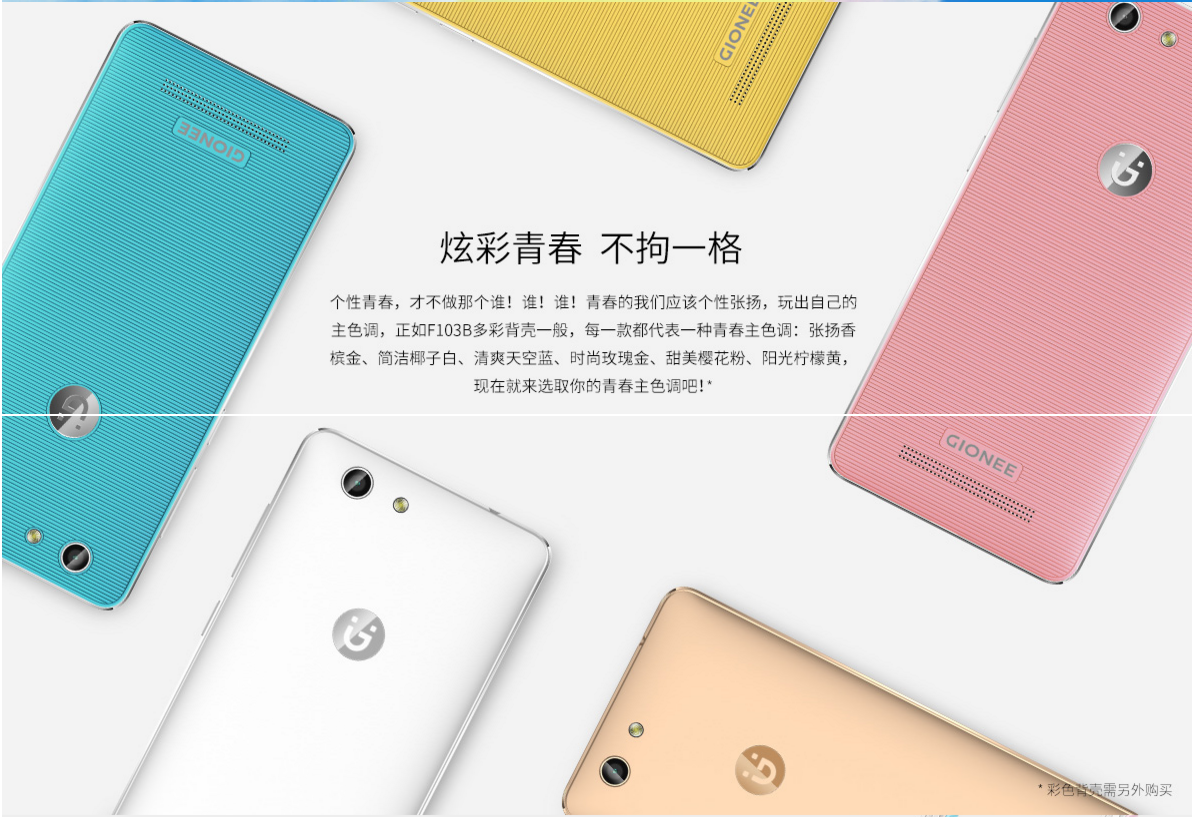 GIONEE
GIONEE
炫彩青春 不拘一格
个性青春，才不做那个谁！谁！谁！青春的我们应该个性张扬，玩出自己的
主色调，正如F103B多彩背壳一般，每一款都代表一种青春主色调：张扬香
槟金、简洁椰子白、清爽天空蓝、时尚玫瑰金、甜美樱花粉、阳光柠檬黄，
现在就来选取你的青春主色调吧！*
GIONEE
* 彩色背壳需另外购买